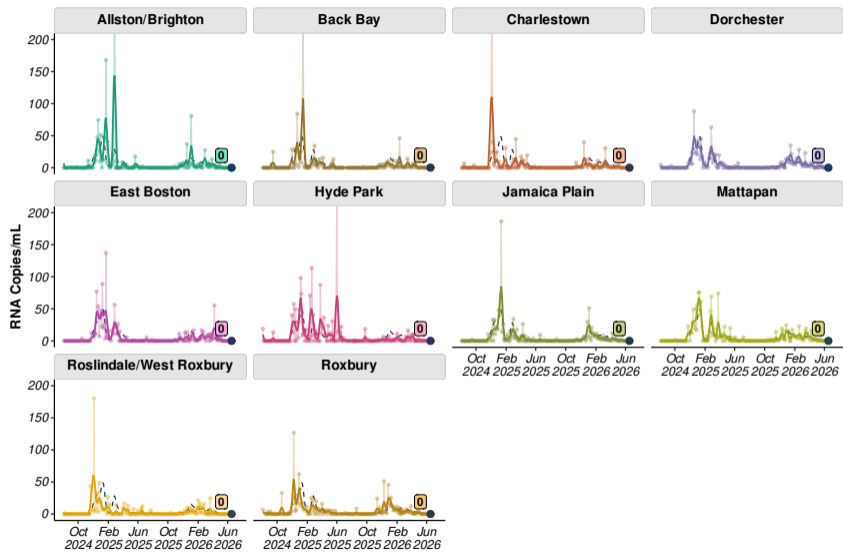 Allston/Brighton Back Bay Charlestown Dorchester
200
150
100
50
0
0 0 0 0
East Boston Hyde Park Jamaica Plain Mattapan
RNA Copies/mL
200
150
100
50
0
0 0 0 0
Oct Feb Jun Oct Feb Jun Oct Feb Jun Oct Feb Jun
2024 2025 2025 2025 2026 2026 2024 2025 2025 2025 2026 2026
Roslindale/West Roxbury Roxbury
200
150
100
50
0
0 0
Oct Feb Jun Oct Feb Jun Oct Feb Jun Oct Feb Jun
2024 2025 2025 2025 2026 2026 2024 2025 2025 2025 2026 2026